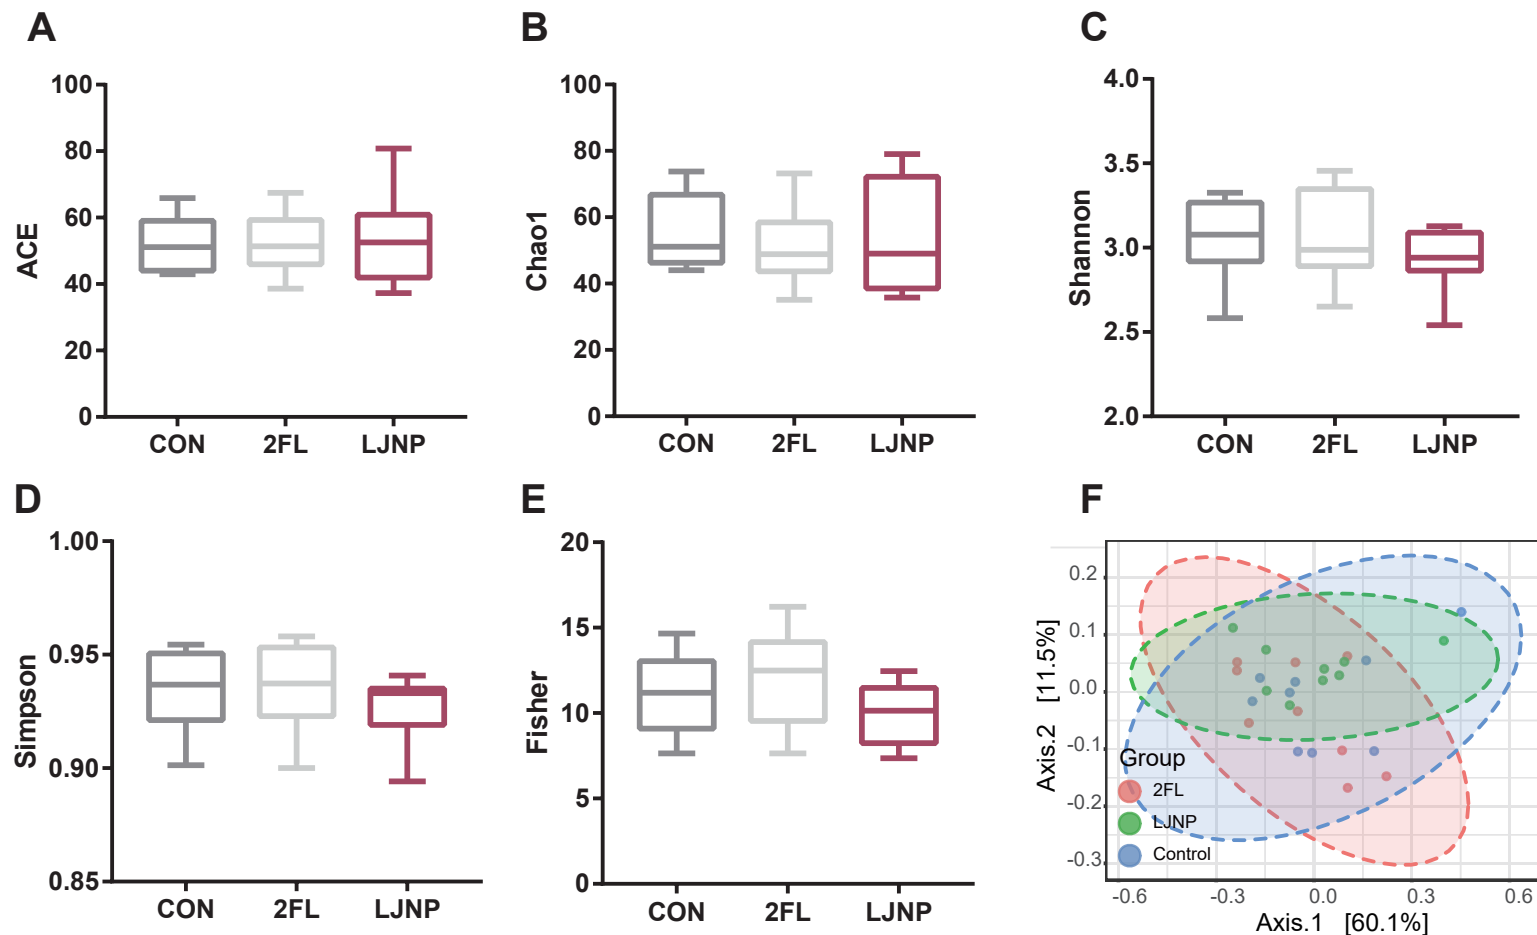 A
ACE
100
80
60
40
20
0
CON 2FL LJNP
B
Chao1
100
80
60
40
20
0
CON 2FL LJNP
C
Shannon
4.0
3.5
3.0
2.5
2.0
CON 2FL LJNP
D
Simpson
1.00
0.95
0.90
0.85
CON 2FL LJNP
E
Fisher
20
15
10
5
0
CON 2FL LJNP
F
Axis.2 [11.5%]
0.2
0.1
0.0
-0.1
-0.2
-0.3
Group
2FL
LJNP
Control
-0.6 -0.3 0.0 0.3 0.6
Axis.1 [60.1%]